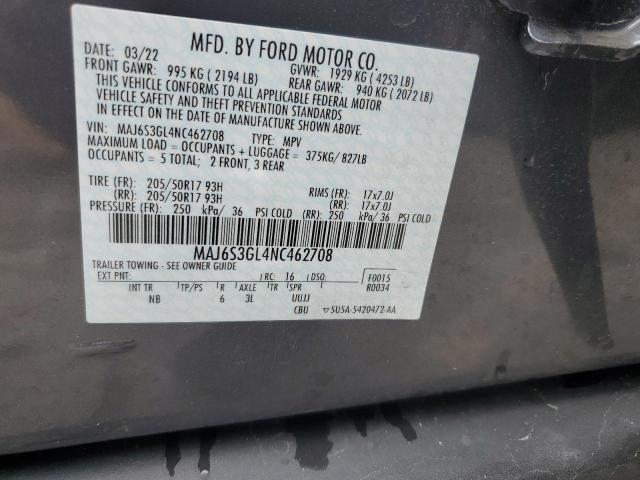 MFD. BY FORD MOTOR CO.
DATE: 03/22 GVWR: 1929 KG (4253 LB)
FRONT GAWR: 995 KG (2194 LB) REAR GAWR: 940 KG (2072 LB)
THIS VEHICLE CONFORMS TO ALL APPLICABLE FEDERAL MOTOR
VEHICLE SAFETY AND THEFT PREVENTION STANDARDS
IN EFFECT ON THE DATE OF MANUFACTURE SHOWN ABOVE.
VIN: MAJ6S3GL4NC462708 TYPE: MPV
MAXIMUM LOAD = OCCUPANTS + LUGGAGE = 375KG/ 827LB
OCCUPANTS = 5 TOTAL; 2 FRONT, 3 REAR
TIRE (FR): 205/50R17 93H RIMS (FR): 17x7.0J
(RR): 205/50R17 93H (RR): 17x7.0J
PRESSURE (FR): 250 kPa/ 36 PSI COLD (RR): 250 kPa/ 36 PSI COLD
MAJ6S3GL4NC462708
TRAILER TOWING - SEE OWNER GUIDE
EXT PNT: RC: 16 DSO: F0015
R0034
INT TR TP/PS R AXLE TR SPR
NB 6 3L UUJJ
CBU ▽5U5A-5420472-AA